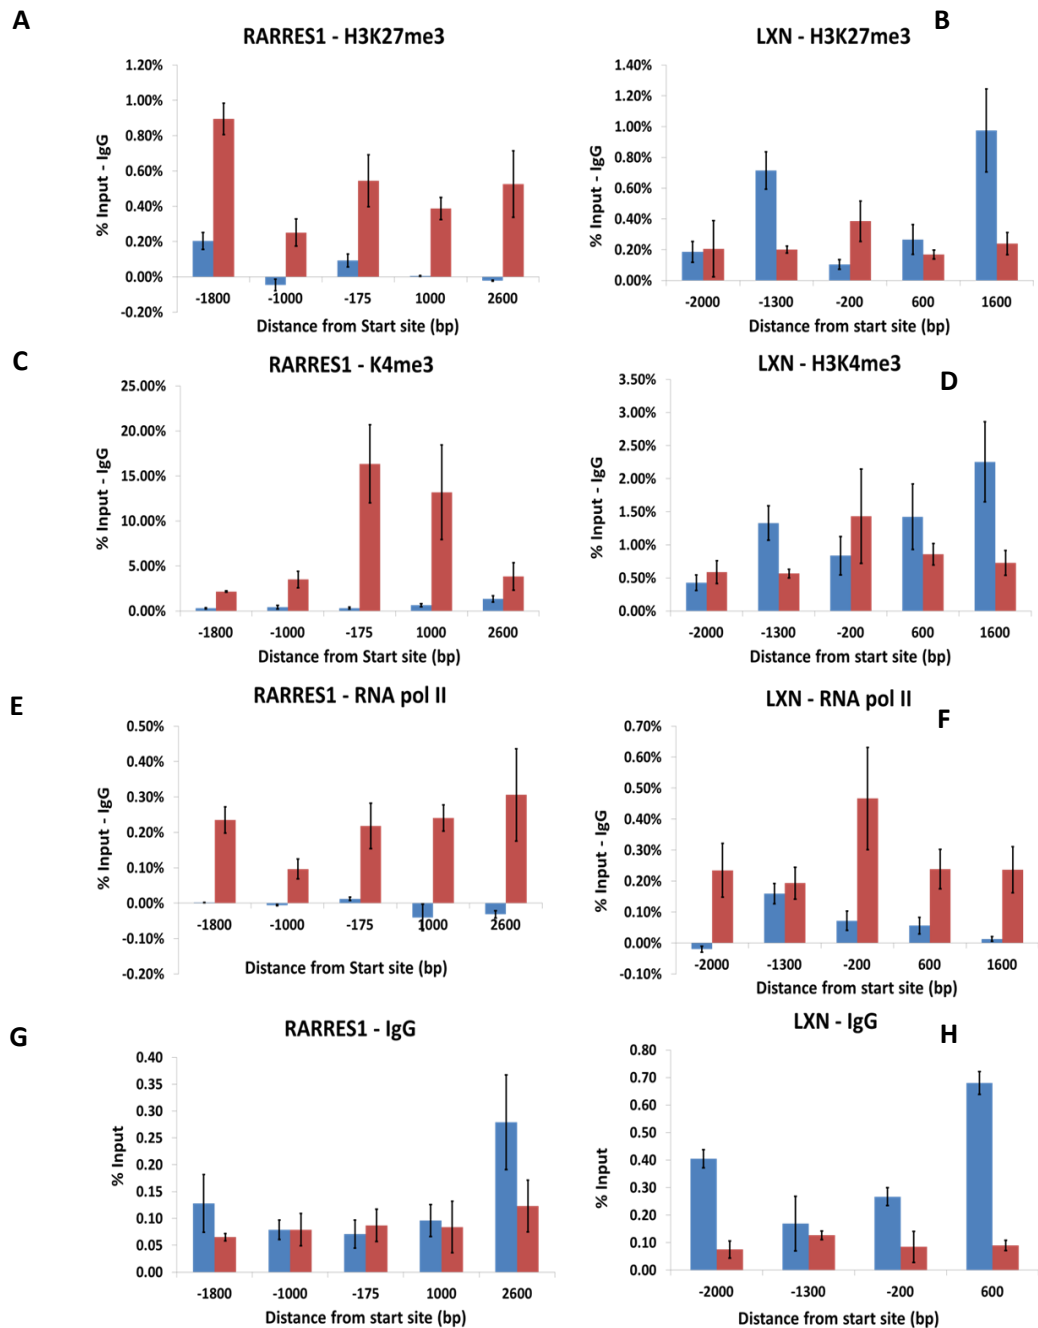 A
RARRES1 - H3K27me3
1.20%
1.00%
0.80%
0.60%
0.40%
0.20%
0.00%
-0.20%
% Input - IgG
-1800 -1000 -175 1000 2600
Distance from Start site (bp)
B
LXN - H3K27me3
1.40%
1.20%
1.00%
0.80%
0.60%
0.40%
0.20%
0.00%
% Input - IgG
-2000 -1300 -200 600 1600
Distance from start site (bp)
C
RARRES1 - K4me3
25.00%
20.00%
15.00%
10.00%
5.00%
0.00%
% Input - IgG
-1800 -1000 -175 1000 2600
Distance from Start site (bp)
D
LXN - H3K4me3
3.50%
3.00%
2.50%
2.00%
1.50%
1.00%
0.50%
0.00%
% Input - IgG
-2000 -1300 -200 600 1600
Distance from start site (bp)
E
RARRES1 - RNA pol II
0.50%
0.40%
0.30%
0.20%
0.10%
0.00%
-0.10%
-0.20%
% Input - IgG
-1800 -1000 -175 1000 2600
Distance from Start site (bp)
F
LXN - RNA pol II
0.70%
0.60%
0.50%
0.40%
0.30%
0.20%
0.10%
0.00%
-0.10%
% Input - IgG
-2000 -1300 -200 600 1600
Distance from start site (bp)
G
RARRES1 - IgG
0.40
0.35
0.30
0.25
0.20
0.15
0.10
0.05
0.00
% Input
-1800 -1000 -175 1000 2600
Distance from Start site (bp)
H
LXN - IgG
0.80
0.70
0.60
0.50
0.40
0.30
0.20
0.10
0.00
% Input
-2000 -1300 -200 600
Distance from start site (bp)